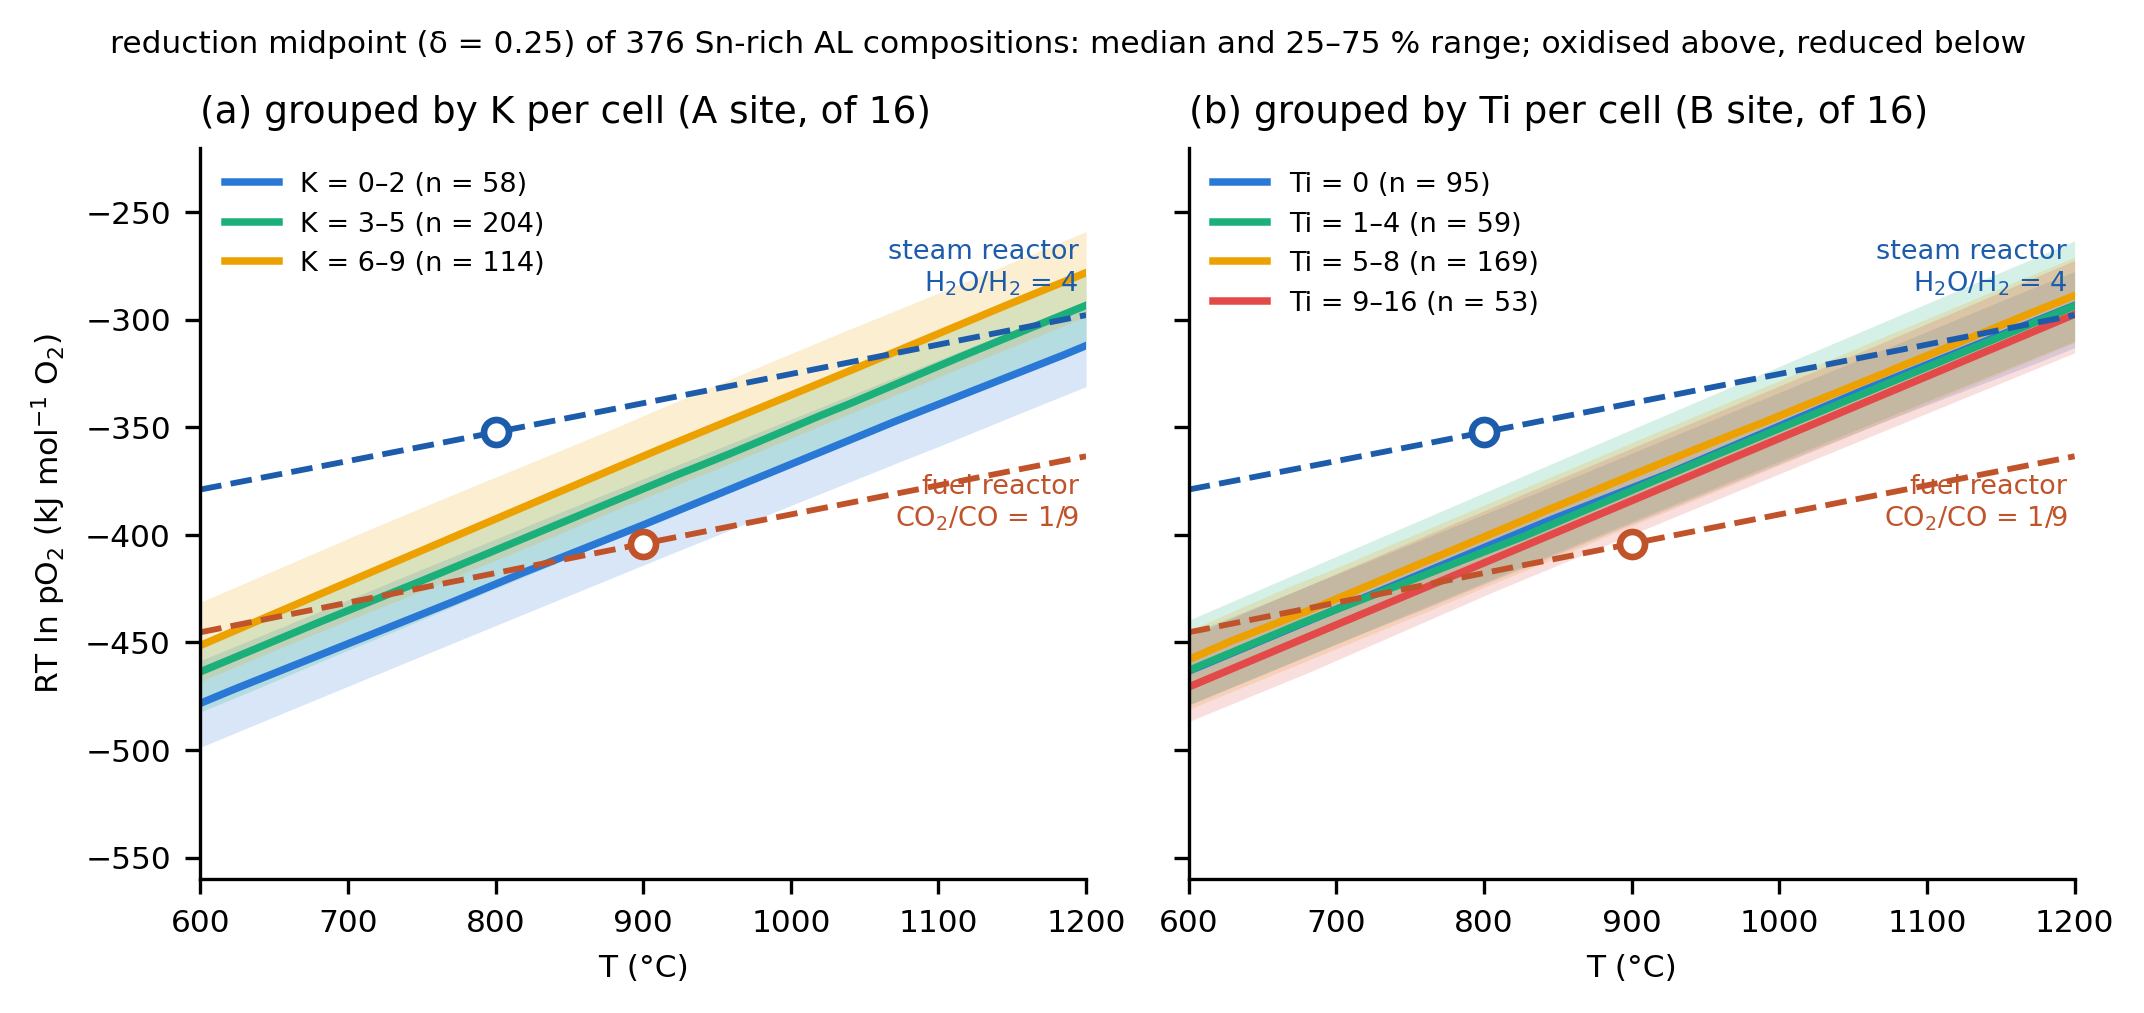 reduction midpoint (δ = 0.25) of 376 Sn-rich AL compositions: median and 25–75 % range; oxidised above, reduced below
(a) grouped by K per cell (A site, of 16)
K = 0–2 (n = 58)
K = 3–5 (n = 204)
K = 6–9 (n = 114)
steam reactor
H₂O/H₂ = 4
fuel reactor
CO₂/CO = 1/9
−250
−300
−350
−400
−450
−500
−550
RT ln pO₂ (kJ mol⁻¹ O₂)
600 700 800 900 1000 1100 1200
T (°C)
(b) grouped by Ti per cell (B site, of 16)
Ti = 0 (n = 95)
Ti = 1–4 (n = 59)
Ti = 5–8 (n = 169)
Ti = 9–16 (n = 53)
steam reactor
H₂O/H₂ = 4
fuel reactor
CO₂/CO = 1/9
600 700 800 900 1000 1100 1200
T (°C)